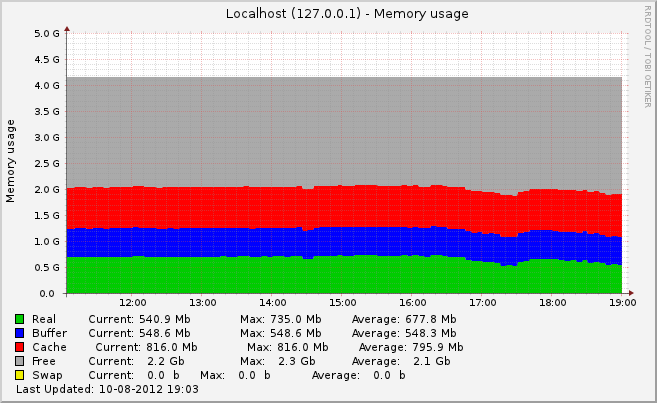 Localhost (127.0.0.1) - Memory usage
RRDTOOL / TOBI OETIKER
Memory usage
5.0 G
4.5 G
4.0 G
3.5 G
3.0 G
2.5 G
2.0 G
1.5 G
1.0 G
0.5 G
0.0
12:00 13:00 14:00 15:00 16:00 17:00 18:00 19:00
Real Current: 540.9 Mb Max: 735.0 Mb Average: 677.8 Mb
Buffer Current: 548.6 Mb Max: 548.6 Mb Average: 548.3 Mb
Cache Current: 816.0 Mb Max: 816.0 Mb Average: 795.9 Mb
Free Current: 2.2 Gb Max: 2.3 Gb Average: 2.1 Gb
Swap Current: 0.0 b Max: 0.0 b Average: 0.0 b
Last Updated: 10-08-2012 19:03